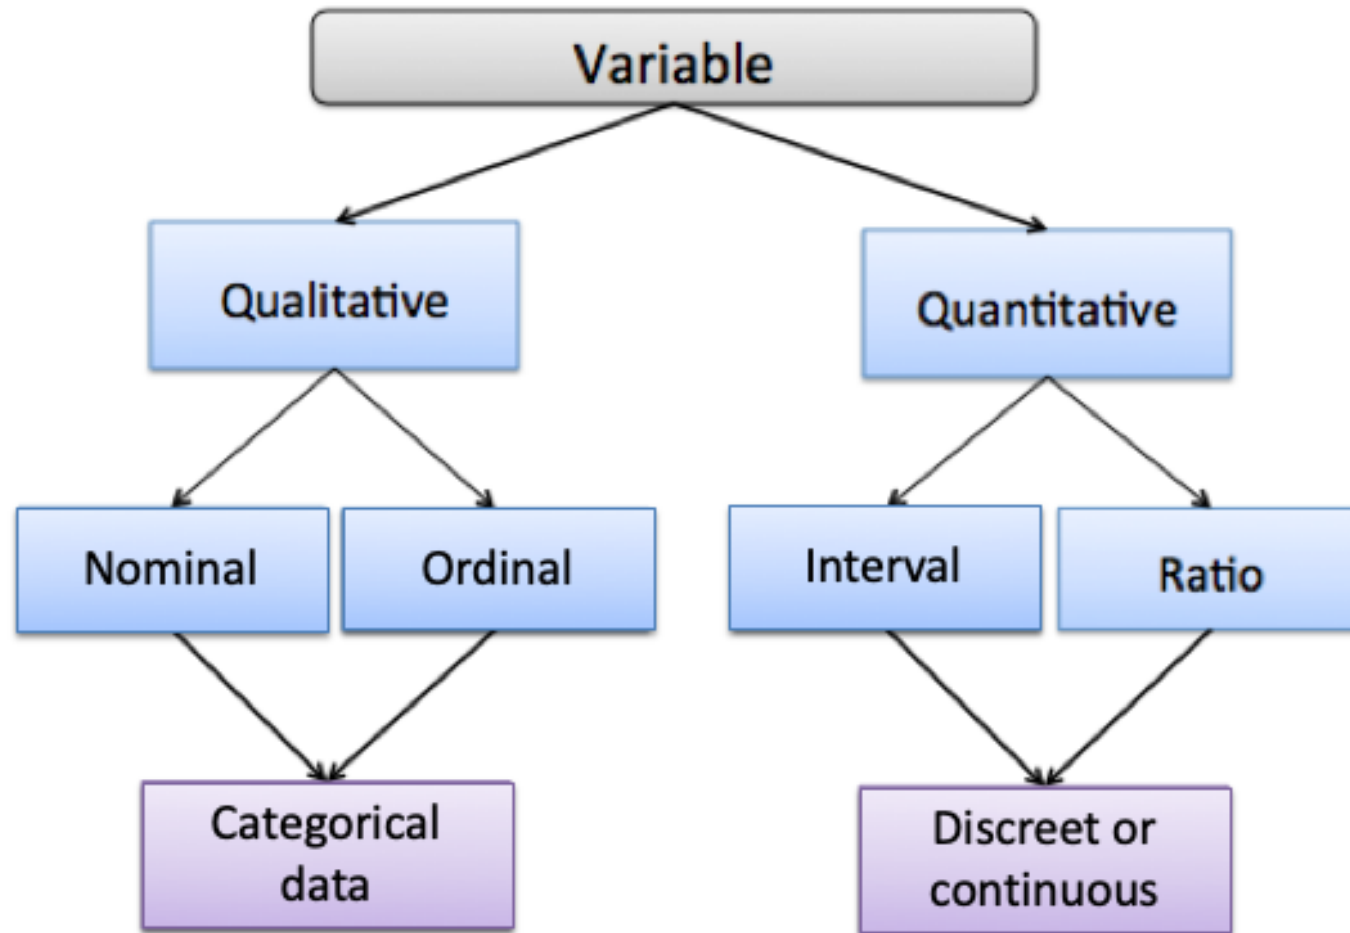 Variable
Qualitative
Quantitative
Nominal
Ordinal
Interval
Ratio
Categorical
data
Discreet or
continuous